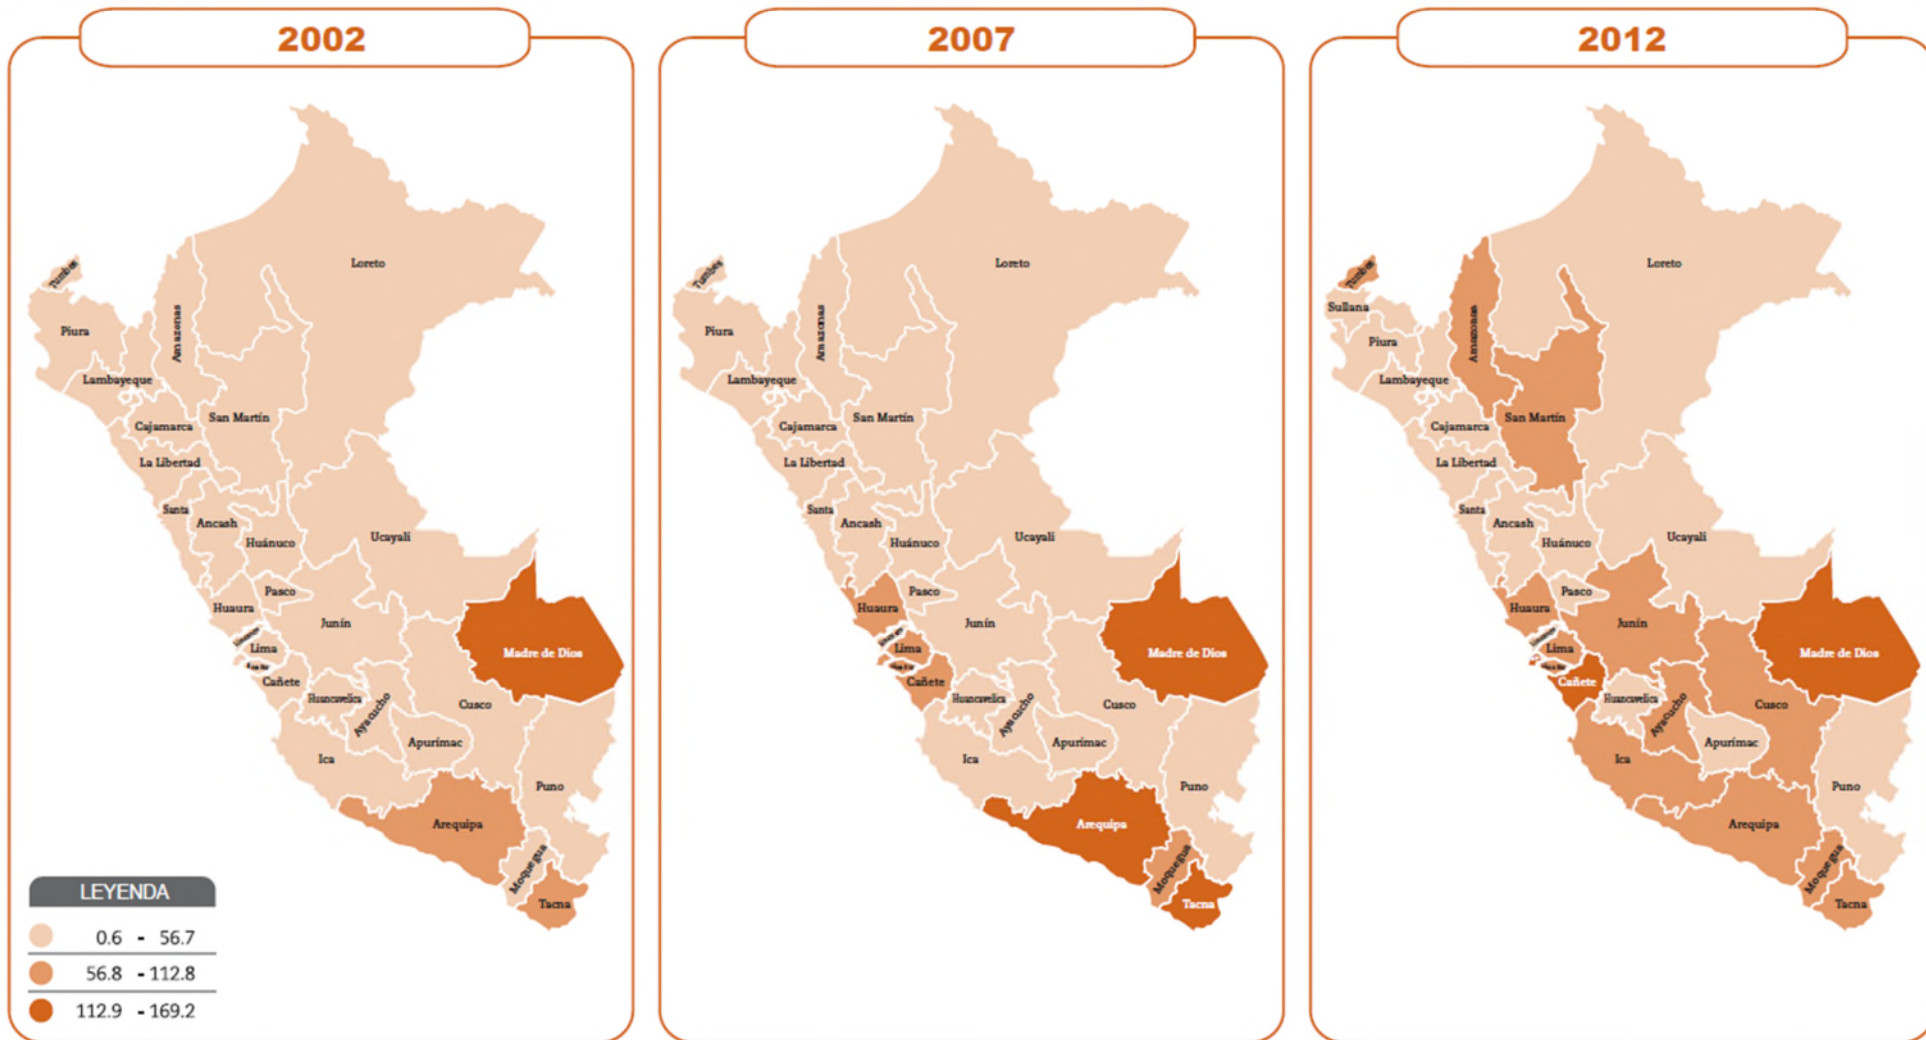 2002
Loreto
Tumbes
Piura
Amazonas
Lambayeque
San Martín
Cajamarca
La Libertad
Santa
Ancash
Huánuco
Ucayali
Pasco
Huaura
Junín
Lima
Madre de Dios
Cañete
Huancavelica
Ayacucho
Cusco
Apurímac
Ica
Puno
Arequipa
Moquegua
Tacna
LEYENDA
0.6 - 56.7
56.8 - 112.8
112.9 - 169.2
2007
Loreto
Tumbes
Piura
Amazonas
Lambayeque
San Martín
Cajamarca
La Libertad
Santa
Ancash
Huánuco
Ucayali
Pasco
Huaura
Junín
Lima
Madre de Dios
Cañete
Huancavelica
Ayacucho
Cusco
Apurímac
Ica
Puno
Arequipa
Moquegua
Tacna
2012
Loreto
Tumbes
Sullana
Piura
Amazonas
Lambayeque
San Martín
Cajamarca
La Libertad
Santa
Ancash
Huánuco
Ucayali
Pasco
Huaura
Junín
Lima
Madre de Dios
Cañete
Huancavelica
Ayacucho
Cusco
Apurímac
Ica
Puno
Arequipa
Moquegua
Tacna